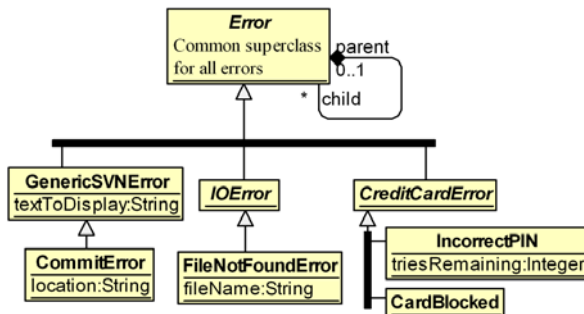 Error
Common superclass
for all errors
parent
0..1
* child
GenericSVNError
textToDisplay:String
IOError
CreditCardError
CommitError
location:String
FileNotFoundError
fileName:String
IncorrectPIN
triesRemaining:Integer
CardBlocked